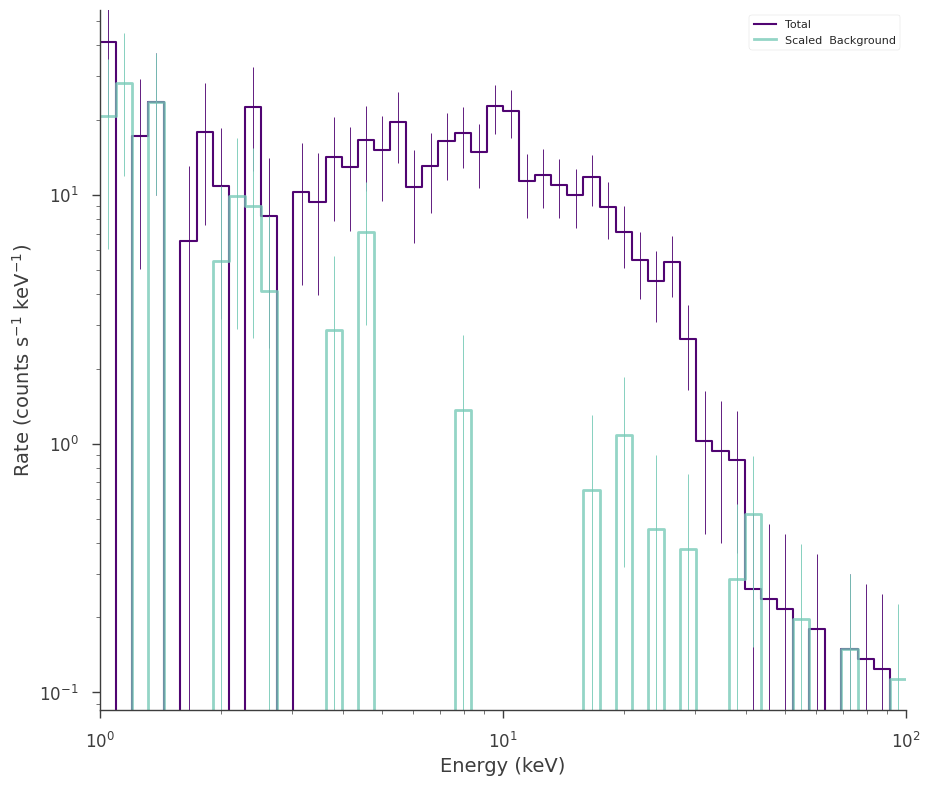 Total
Scaled  Background
Rate (counts s⁻¹ keV⁻¹)
10¹
10⁰
10⁻¹
10⁰
10¹
10²
Energy (keV)